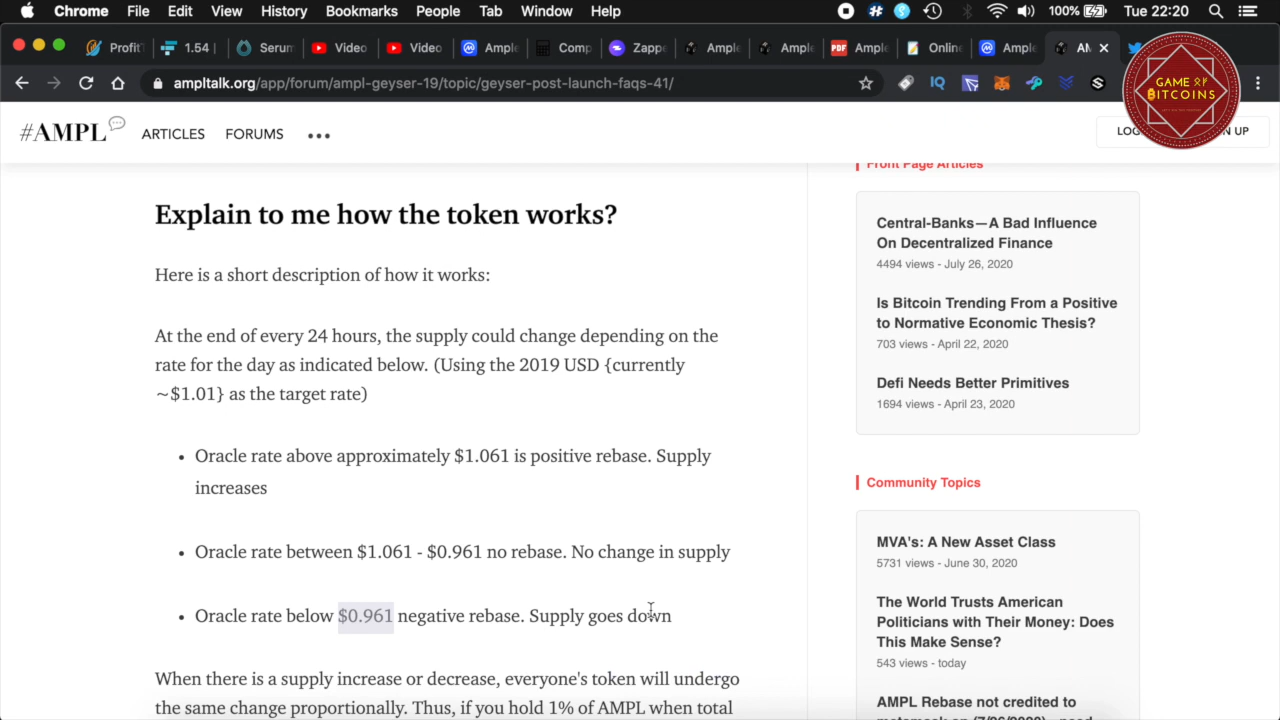 Chrome File Edit View History Bookmarks People Tab Window Help 100% Tue 22:20
Profit 1.54 | Serum Video Video Ample Comp Zappe Ample Ample PDF Ample Online Ample AM
ampltalk.org/app/forum/ampl-geyser-19/topic/geyser-post-launch-faqs-41/
GAME OF
BITCOINS
#AMPL ARTICLES FORUMS ••• LOG N UP
Explain to me how the token works?
Here is a short description of how it works:
At the end of every 24 hours, the supply could change depending on the
rate for the day as indicated below. (Using the 2019 USD {currently
~$1.01} as the target rate)
• Oracle rate above approximately $1.061 is positive rebase. Supply
increases
• Oracle rate between $1.061 - $0.961 no rebase. No change in supply
• Oracle rate below $0.961 negative rebase. Supply goes down
When there is a supply increase or decrease, everyone's token will undergo
the same change proportionally. Thus, if you hold 1% of AMPL when total
Front Page Articles
Central-Banks—A Bad Influence
On Decentralized Finance
4494 views - July 26, 2020
Is Bitcoin Trending From a Positive
to Normative Economic Thesis?
703 views - April 22, 2020
Defi Needs Better Primitives
1694 views - April 23, 2020
Community Topics
MVA's: A New Asset Class
5731 views - June 30, 2020
The World Trusts American
Politicians with Their Money: Does
This Make Sense?
543 views - today
AMPL Rebase not credited to